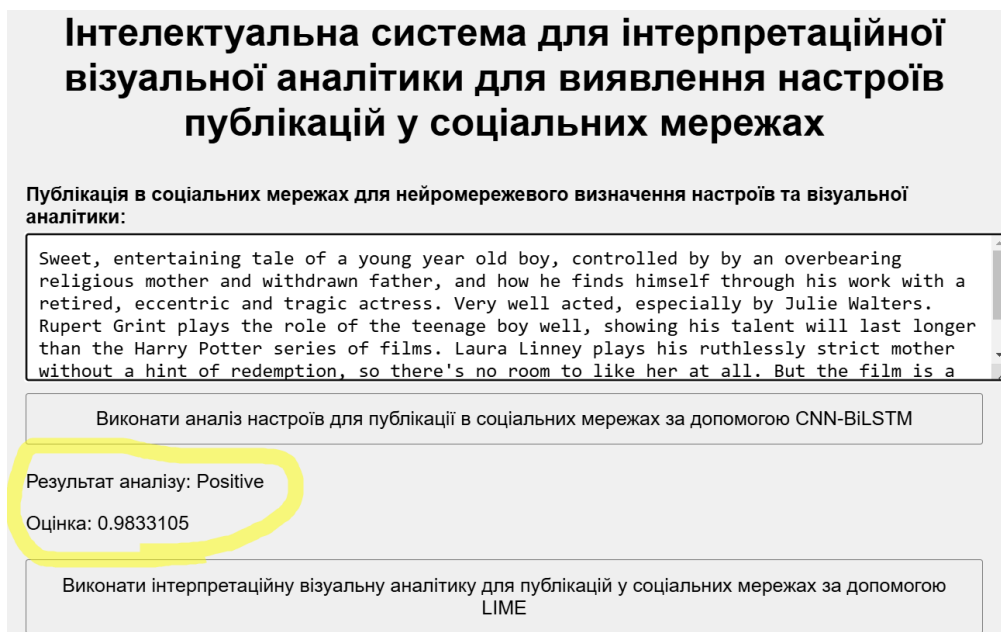 Інтелектуальна система для інтерпретаційної
візуальної аналітики для виявлення настроїв
публікацій у соціальних мережах
Публікація в соціальних мережах для нейромережевого визначення настроїв та візуальної
аналітики:
Sweet, entertaining tale of a young year old boy, controlled by by an overbearing
religious mother and withdrawn father, and how he finds himself through his work with a
retired, eccentric and tragic actress. Very well acted, especially by Julie Walters.
Rupert Grint plays the role of the teenage boy well, showing his talent will last longer
than the Harry Potter series of films. Laura Linney plays his ruthlessly strict mother
without a hint of redemption, so there's no room to like her at all. But the film is a
Виконати аналіз настроїв для публікації в соціальних мережах за допомогою CNN-BiLSTM
Результат аналізу: Positive
Оцінка: 0.9833105
Виконати інтерпретаційну візуальну аналітику для публікацій у соціальних мережах за допомогою
LIME